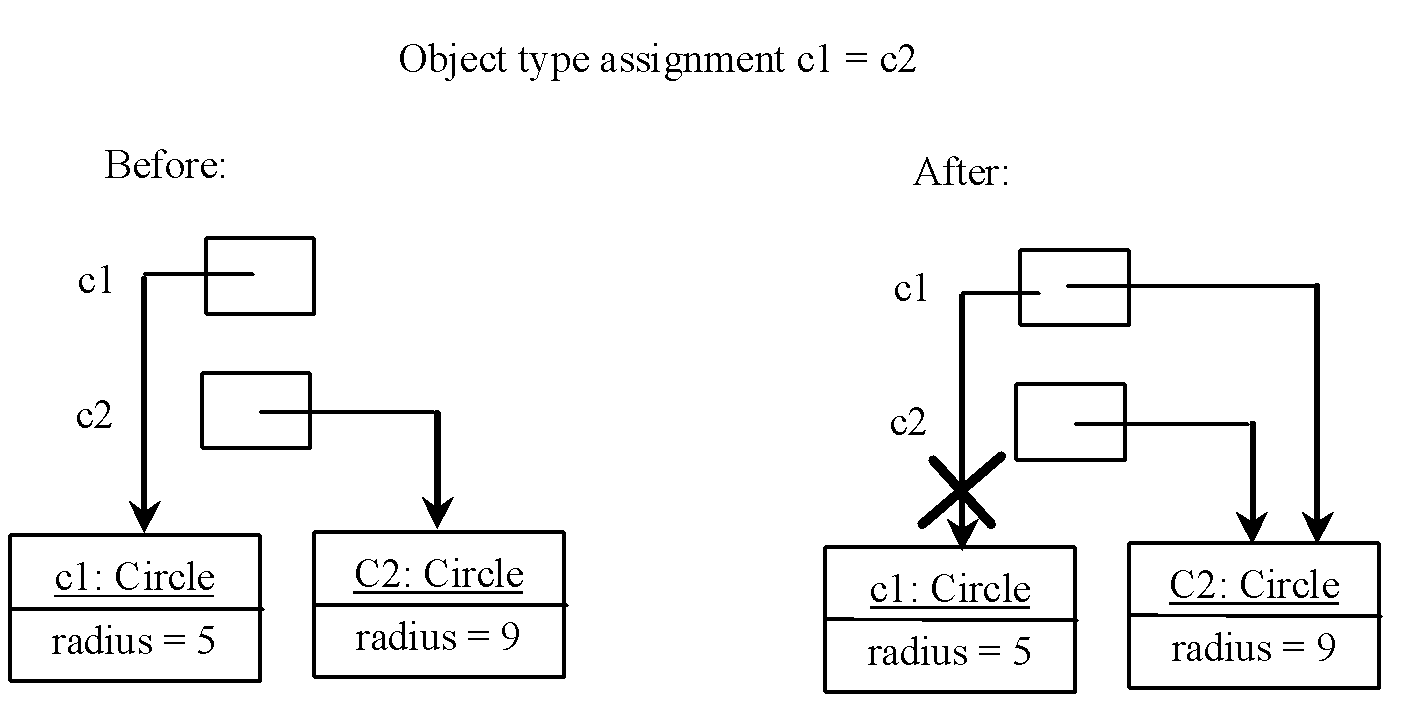 Object type assignment c1 = c2
Before:
c1
c2
c1: Circle
radius = 5
C2: Circle
radius = 9
After:
c1
c2
c1: Circle
radius = 5
C2: Circle
radius = 9